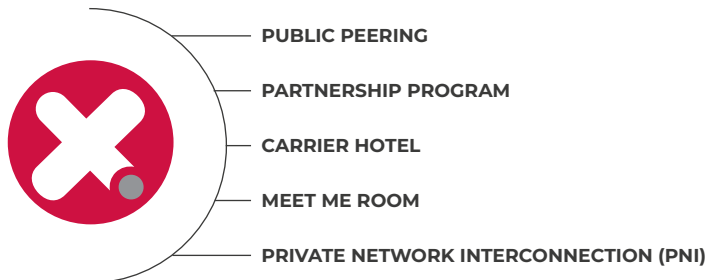 PUBLIC PEERING
PARTNERSHIP PROGRAM
CARRIER HOTEL
MEET ME ROOM
PRIVATE NETWORK INTERCONNECTION (PNI)